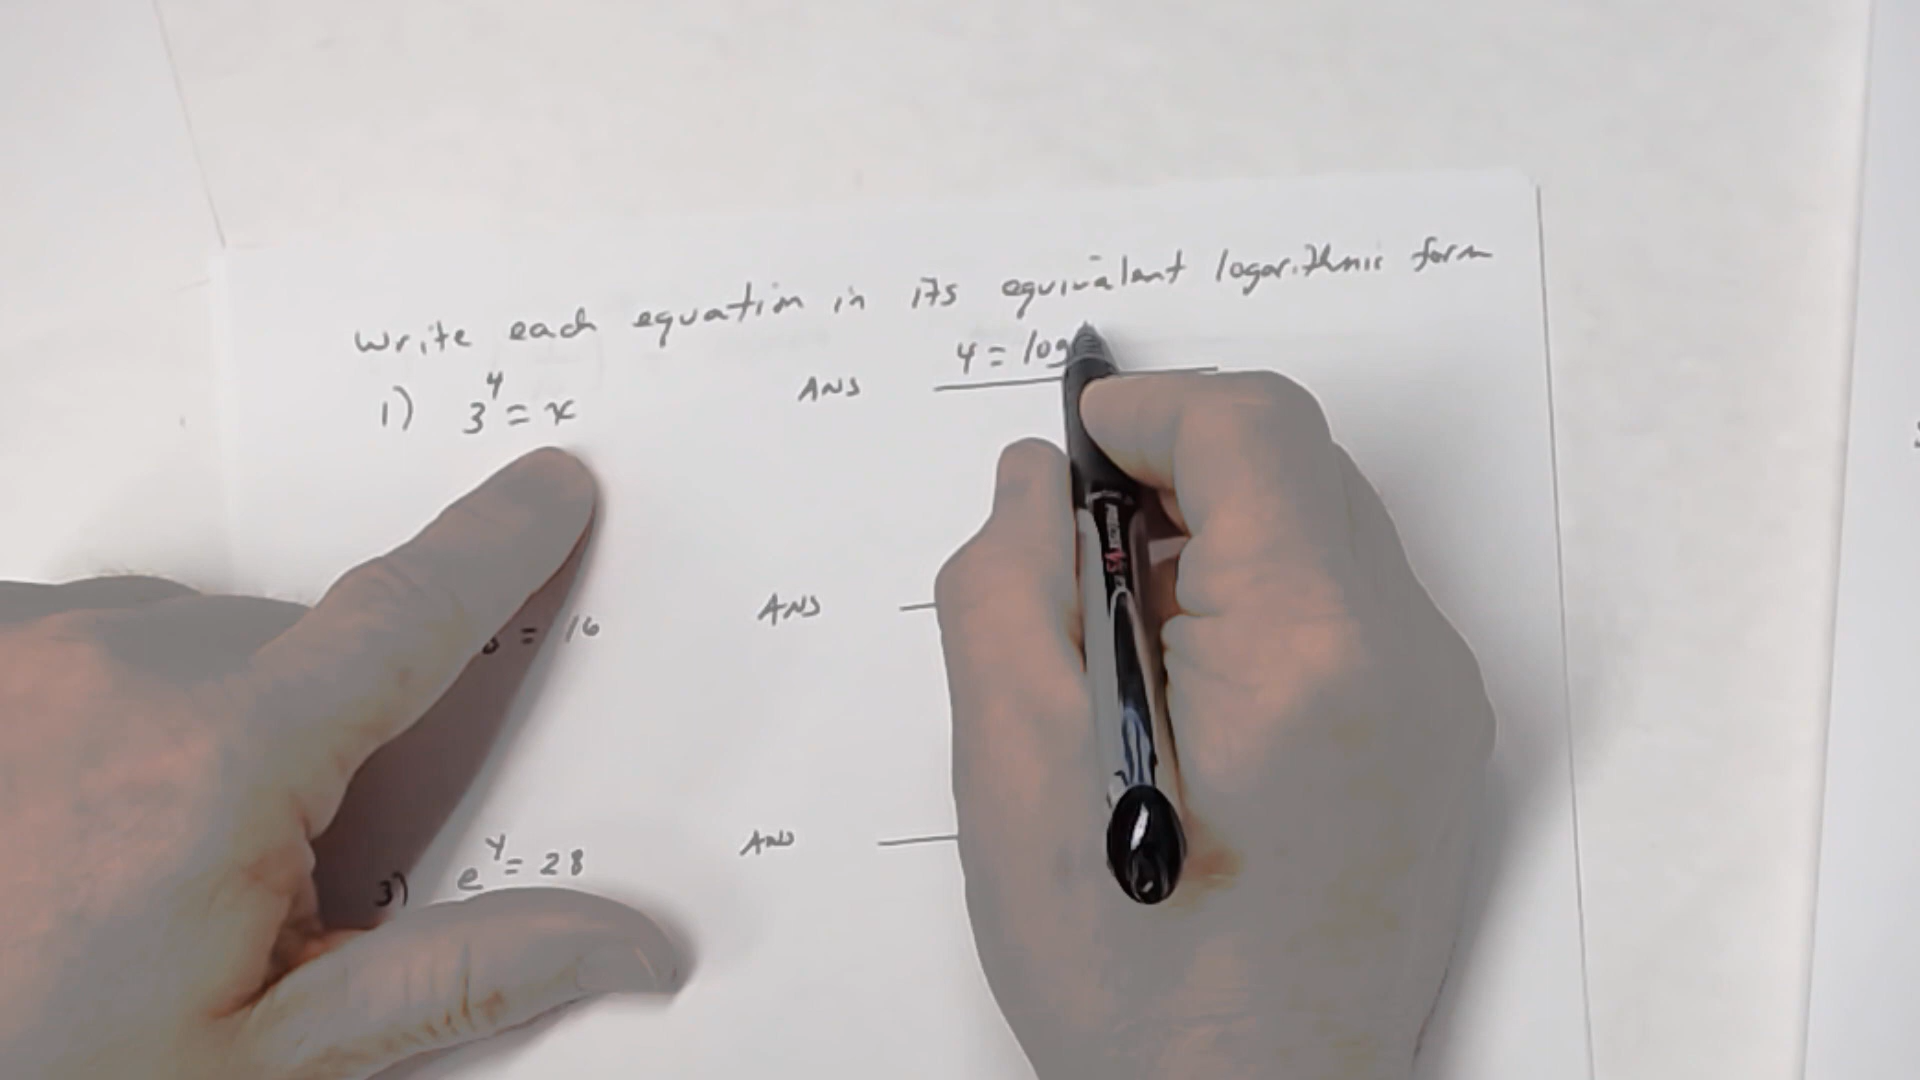 Write each equation in its equivalent logarithmic form
1) 3^4 = x ANS 4 = log
= 16 ANS
3) e^y = 28 ANS